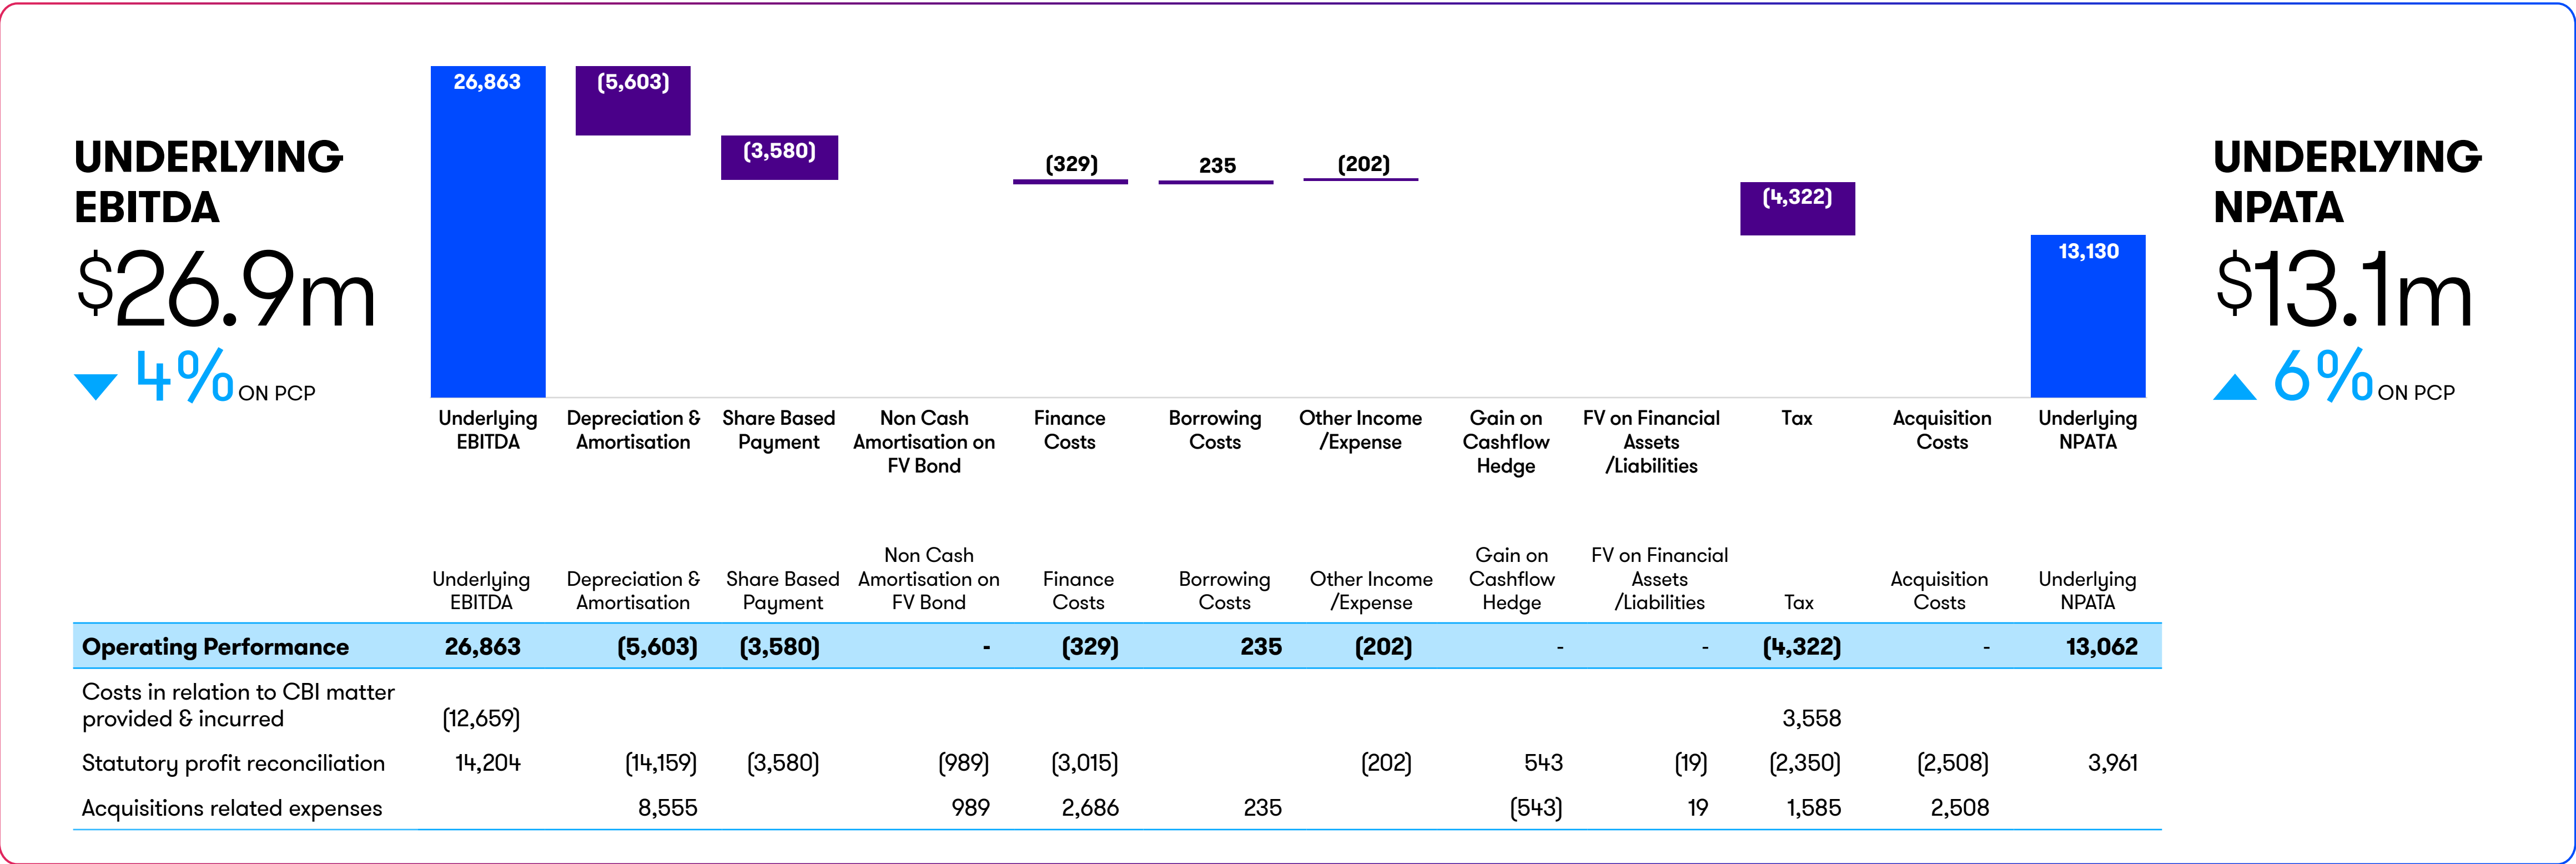 UNDERLYING
EBITDA
$26.9m
4% ON PCP
26,863
(5,603)
(3,580)
(329)
235
(202)
(4,322)
13,130
Underlying
EBITDA
Depreciation &
Amortisation
Share Based
Payment
Non Cash
Amortisation on
FV Bond
Finance
Costs
Borrowing
Costs
Other Income
/Expense
Gain on
Cashflow
Hedge
FV on Financial
Assets
/Liabilities
Tax
Acquisition
Costs
Underlying
NPATA
UNDERLYING
NPATA
$13.1m
6% ON PCP
Underlying
EBITDA
Depreciation &
Amortisation
Share Based
Payment
Non Cash
Amortisation on
FV Bond
Finance
Costs
Borrowing
Costs
Other Income
/Expense
Gain on
Cashflow
Hedge
FV on Financial
Assets
/Liabilities
Tax
Acquisition
Costs
Underlying
NPATA
Operating Performance 26,863 (5,603) (3,580) - (329) 235 (202) - - (4,322) - 13,062
Costs in relation to CBI matter
provided & incurred (12,659) 3,558
Statutory profit reconciliation 14,204 (14,159) (3,580) (989) (3,015) (202) 543 (19) (2,350) (2,508) 3,961
Acquisitions related expenses 8,555 989 2,686 235 (543) 19 1,585 2,508